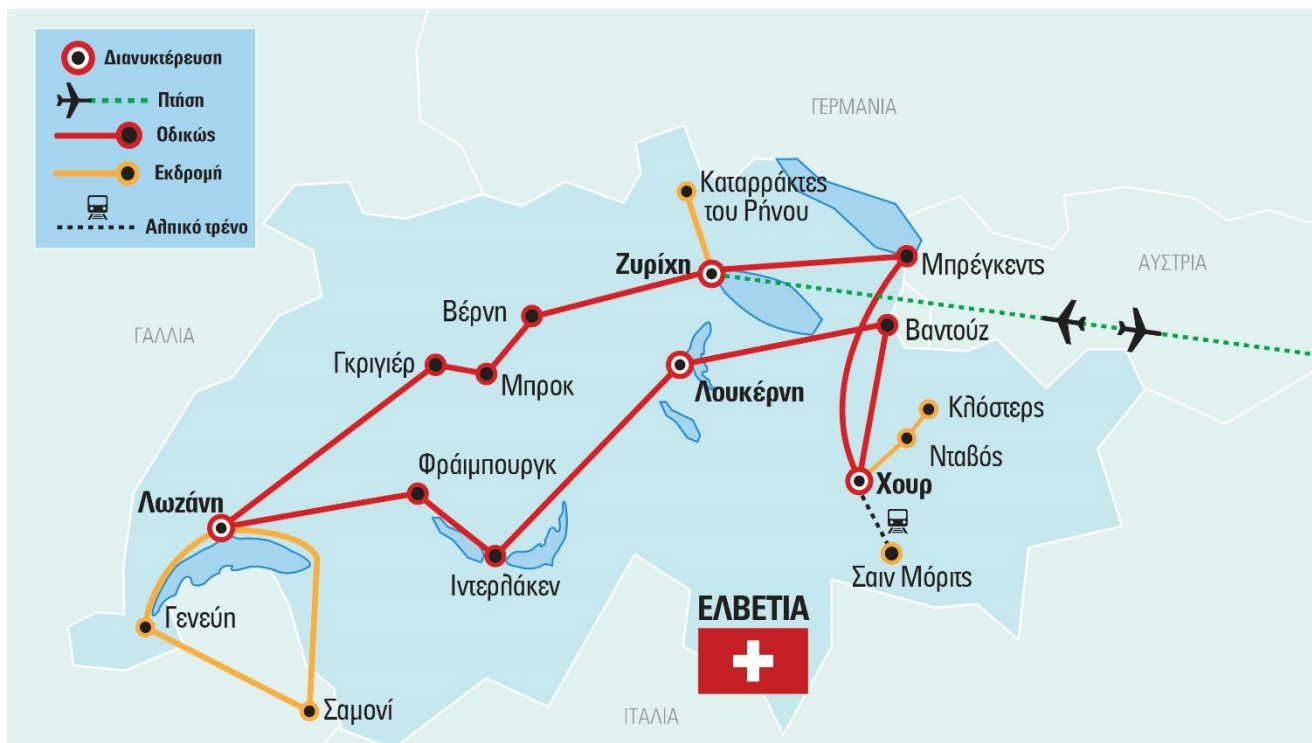 Διανυκτέρευση
Πτήση
Οδικώς
Εκδρομή
Αλπικό τρένο
ΓΕΡΜΑΝΙΑ
Καταρράκτες
του Ρήνου
Ζυρίχη
Μπρέγκεντς
ΑΥΣΤΡΙΑ
Βέρνη
Βαντούζ
ΓΑΛΛΙΑ
Γκριγιέρ
Μπροκ
Λουκέρνη
Κλόστερς
Νταβός
Φράιμπουργκ
Χουρ
Λωζάνη
Ιντερλάκεν
Σαιν Μόριτς
Γενεύη
ΕΛΒΕΤΙΑ
Σαμονί
ΙΤΑΛΙΑ